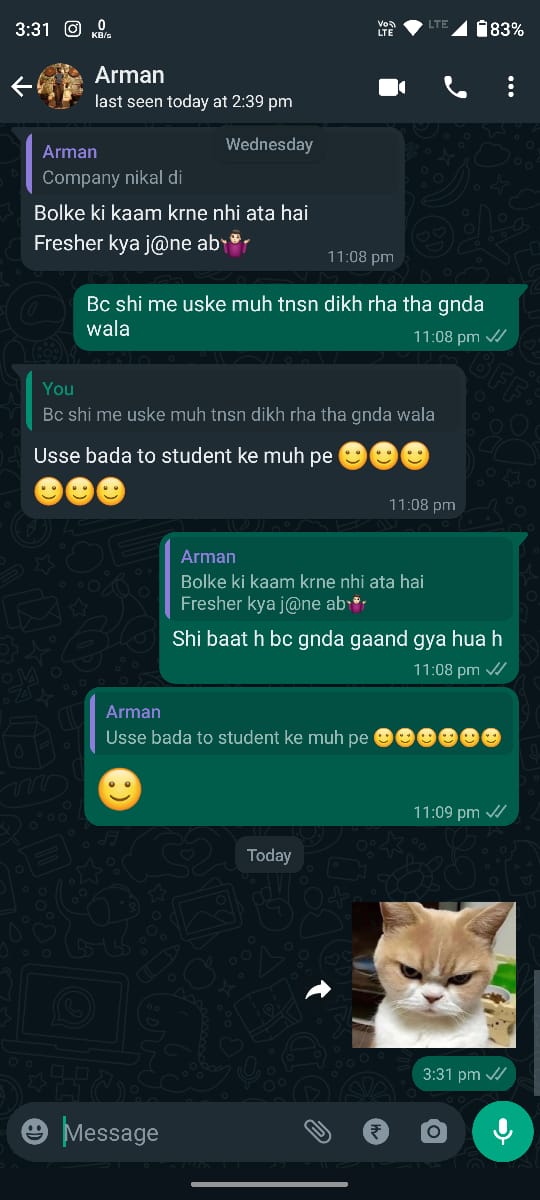 3:31
0
KB/s
Vo
LTE
LTE
83%
Arman
last seen today at 2:39 pm
Wednesday
Arman
Company nikal di
Bolke ki kaam krne nhi ata hai
Fresher kya j@ne ab🤷🏻‍♀️
11:08 pm
Bc shi me uske muh tnsn dikh rha tha gnda
wala
11:08 pm
You
Bc shi me uske muh tnsn dikh rha tha gnda wala
Usse bada to student ke muh pe 🙂🙂🙂
🙂🙂🙂
11:08 pm
Arman
Bolke ki kaam krne nhi ata hai
Fresher kya j@ne ab🤷🏻‍♀️
Shi baat h bc gnda gaand gya hua h
11:08 pm
Arman
Usse bada to student ke muh pe 🙂🙂🙂🙂🙂🙂
🙂
11:09 pm
Today
3:31 pm
Message